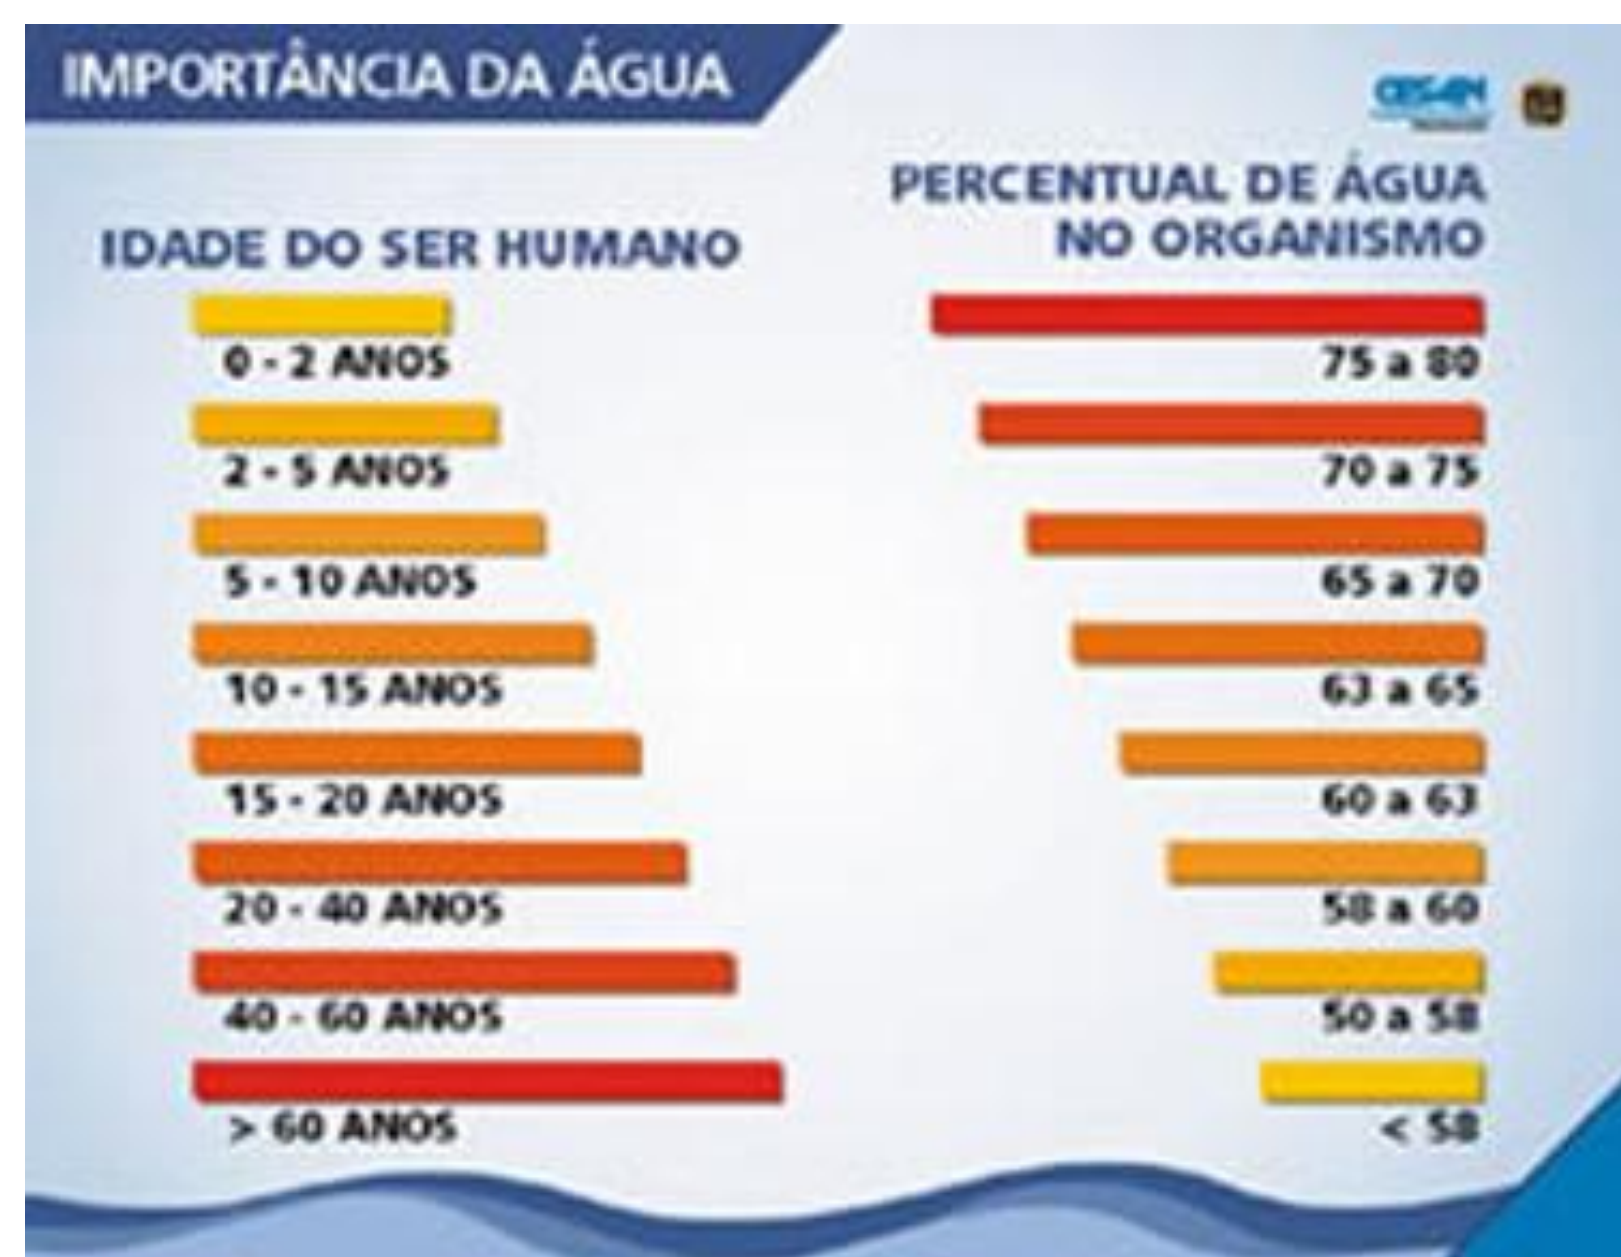 IMPORTÂNCIA DA ÁGUA
CESAN
IDADE DO SER HUMANO
PERCENTUAL DE ÁGUA
NO ORGANISMO
0 - 2 ANOS
75 a 80
2 - 5 ANOS
70 a 75
5 - 10 ANOS
65 a 70
10 - 15 ANOS
63 a 65
15 - 20 ANOS
60 a 63
20 - 40 ANOS
58 a 60
40 - 60 ANOS
50 a 58
> 60 ANOS
< 58